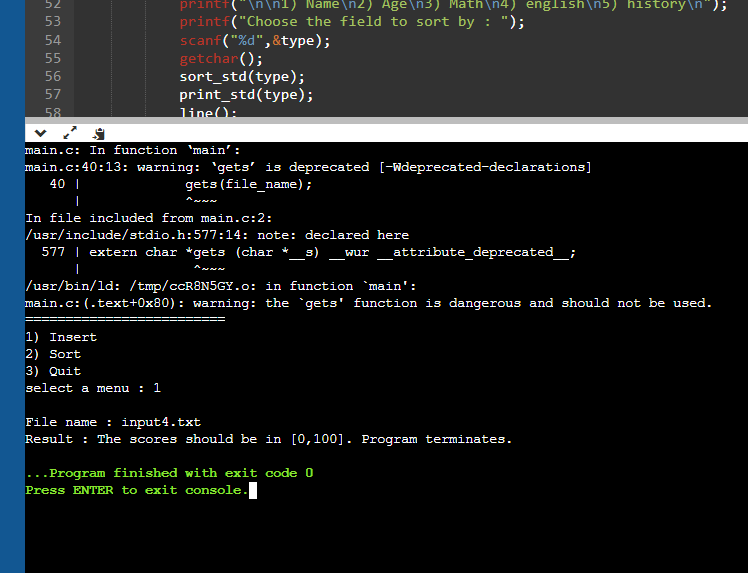 52 printf("\n\n1) Name\n2) Age\n3) Math\n4) english\n5) history\n");
53 printf("Choose the field to sort by : ");
54 scanf("%d",&type);
55 getchar();
56 sort_std(type);
57 print_std(type);
58 line();
main.c: In function ‘main’:
main.c:40:13: warning: ‘gets’ is deprecated [-Wdeprecated-declarations]
40 | gets(file_name);
| ^~~~
In file included from main.c:2:
/usr/include/stdio.h:577:14: note: declared here
577 | extern char *gets (char *__s) __wur __attribute_deprecated__;
| ^~~~
/usr/bin/ld: /tmp/ccR8N5GY.o: in function `main':
main.c:(.text+0x80): warning: the `gets' function is dangerous and should not be used.
=========================
1) Insert
2) Sort
3) Quit
select a menu : 1
File name : input4.txt
Result : The scores should be in [0,100]. Program terminates.
...Program finished with exit code 0
Press ENTER to exit console.